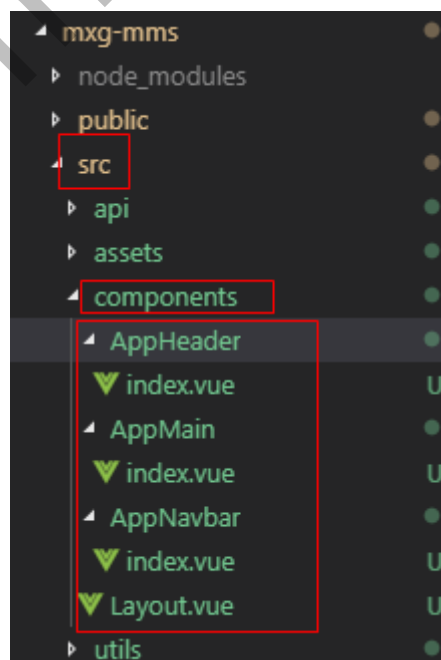 mxg-mms
node_modules
public
src
api
assets
components
AppHeader
index.vue U
AppMain
index.vue U
AppNavbar
index.vue U
Layout.vue U
utils